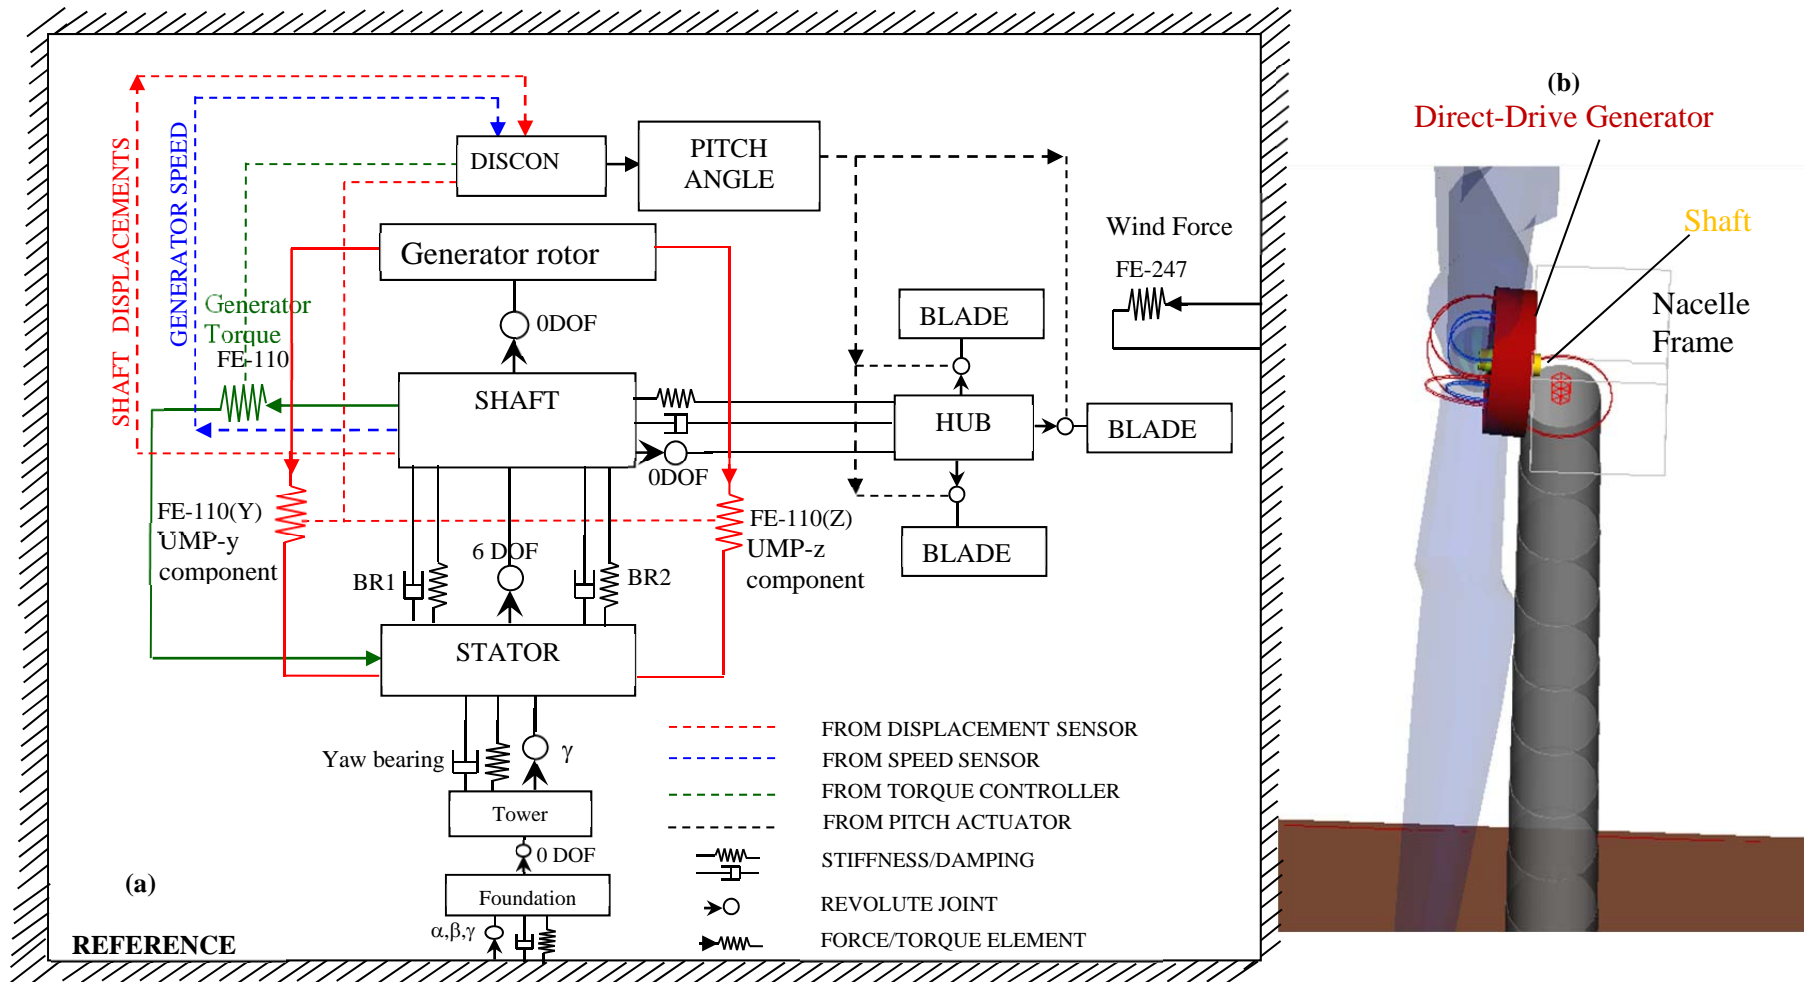 SHAFT DISPLACEMENTS
GENERATOR SPEED
DISCON
PITCH
ANGLE
Generator rotor
0DOF
Generator
Torque
FE-110
SHAFT
0DOF
Wind Force
FE-247
BLADE
HUB
BLADE
BLADE
FE-110(Y)
UMP-y
component
6 DOF
BR1
BR2
FE-110(Z)
UMP-z
component
STATOR
Yaw bearing
γ
Tower
0 DOF
Foundation
α,β,γ
(a)
REFERENCE
FROM DISPLACEMENT SENSOR
FROM SPEED SENSOR
FROM TORQUE CONTROLLER
FROM PITCH ACTUATOR
STIFFNESS/DAMPING
REVOLUTE JOINT
FORCE/TORQUE ELEMENT
(b)
Direct-Drive Generator
Shaft
Nacelle
Frame